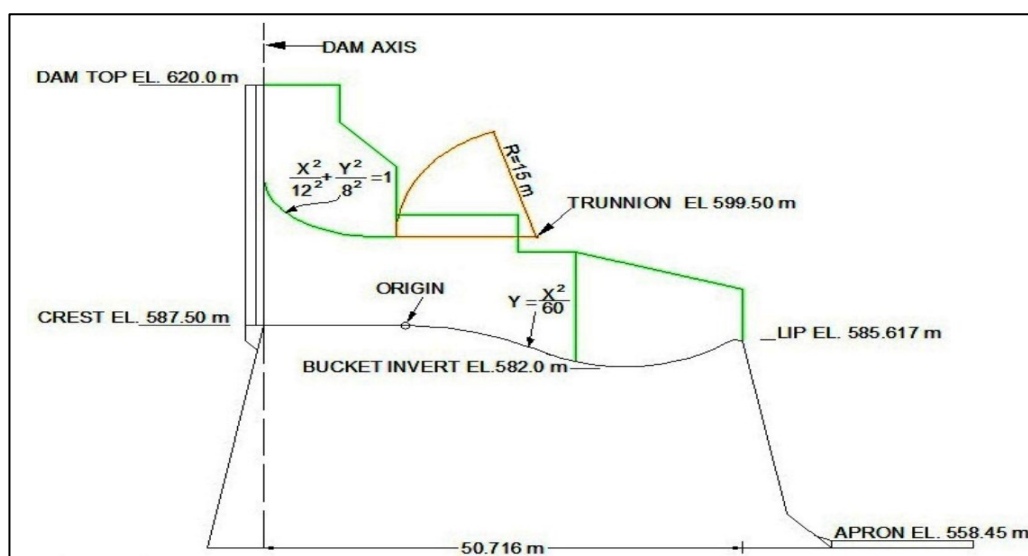 DAM AXIS
DAM TOP EL. 620.0 m
X²/12² + Y²/8² =1
R=15 m
TRUNNION EL 599.50 m
ORIGIN
CREST EL. 587.50 m
Y = X²/60
LIP EL. 585.617 m
BUCKET INVERT EL.582.0 m
APRON EL. 558.45 m
50.716 m